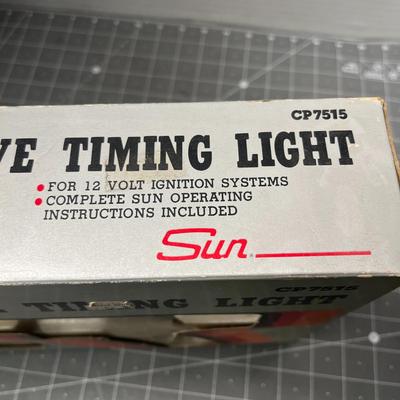 CP7515
VE TIMING LIGHT
• FOR 12 VOLT IGNITION SYSTEMS
• COMPLETE SUN OPERATING
INSTRUCTIONS INCLUDED
Sun
CP7515
TIMING LIGHT